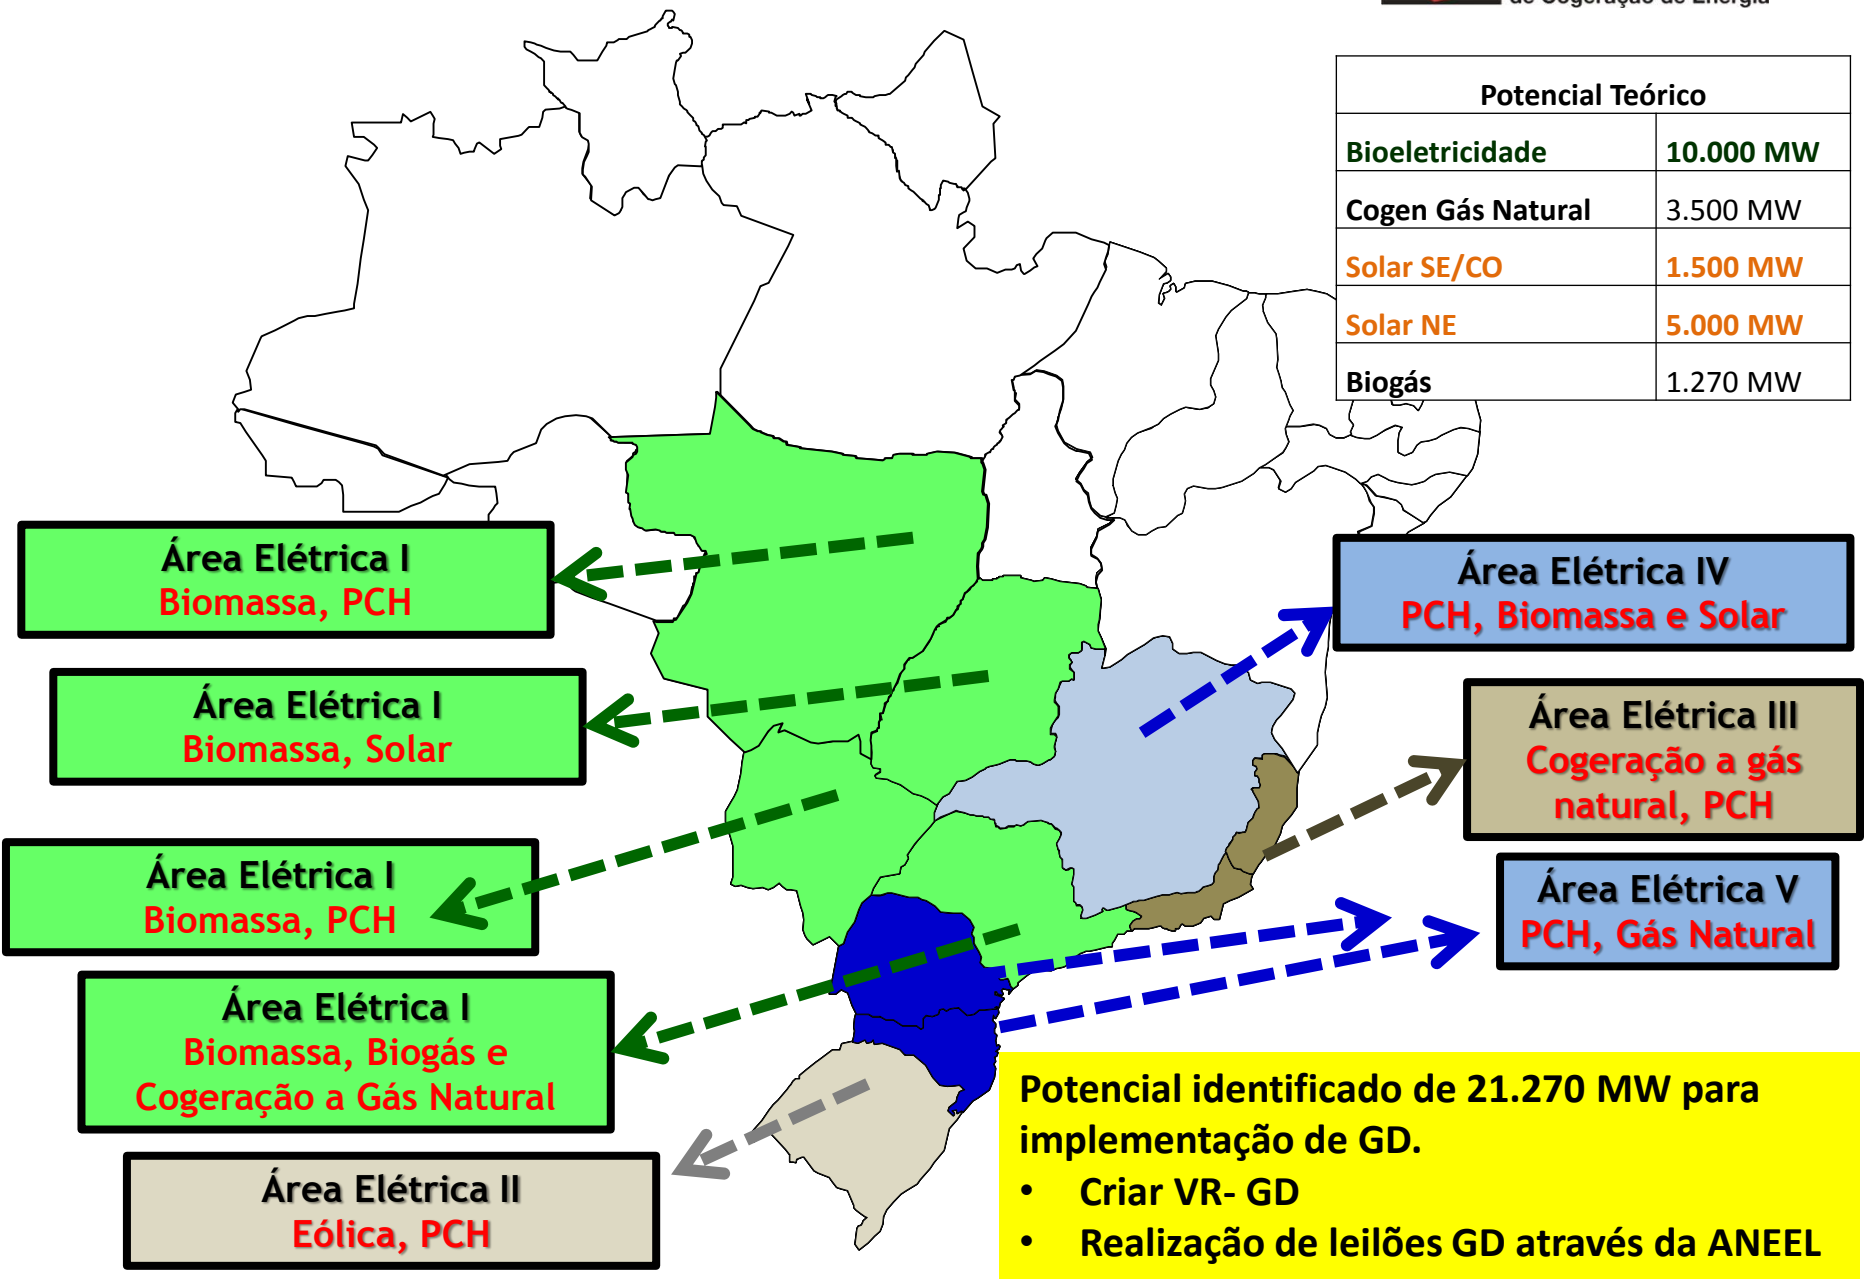 de Cogeração de Energia
Potencial Teórico
Bioeletricidade 10.000 MW
Cogen Gás Natural 3.500 MW
Solar SE/CO 1.500 MW
Solar NE 5.000 MW
Biogás 1.270 MW
Área Elétrica I
Biomassa, PCH
Área Elétrica IV
PCH, Biomassa e Solar
Área Elétrica I
Biomassa, Solar
Área Elétrica III
Cogeração a gás
natural, PCH
Área Elétrica I
Biomassa, PCH
Área Elétrica V
PCH, Gás Natural
Área Elétrica I
Biomassa, Biogás e
Cogeração a Gás Natural
Área Elétrica II
Eólica, PCH
Potencial identificado de 21.270 MW para
implementação de GD.
• Criar VR- GD
• Realização de leilões GD através da ANEEL